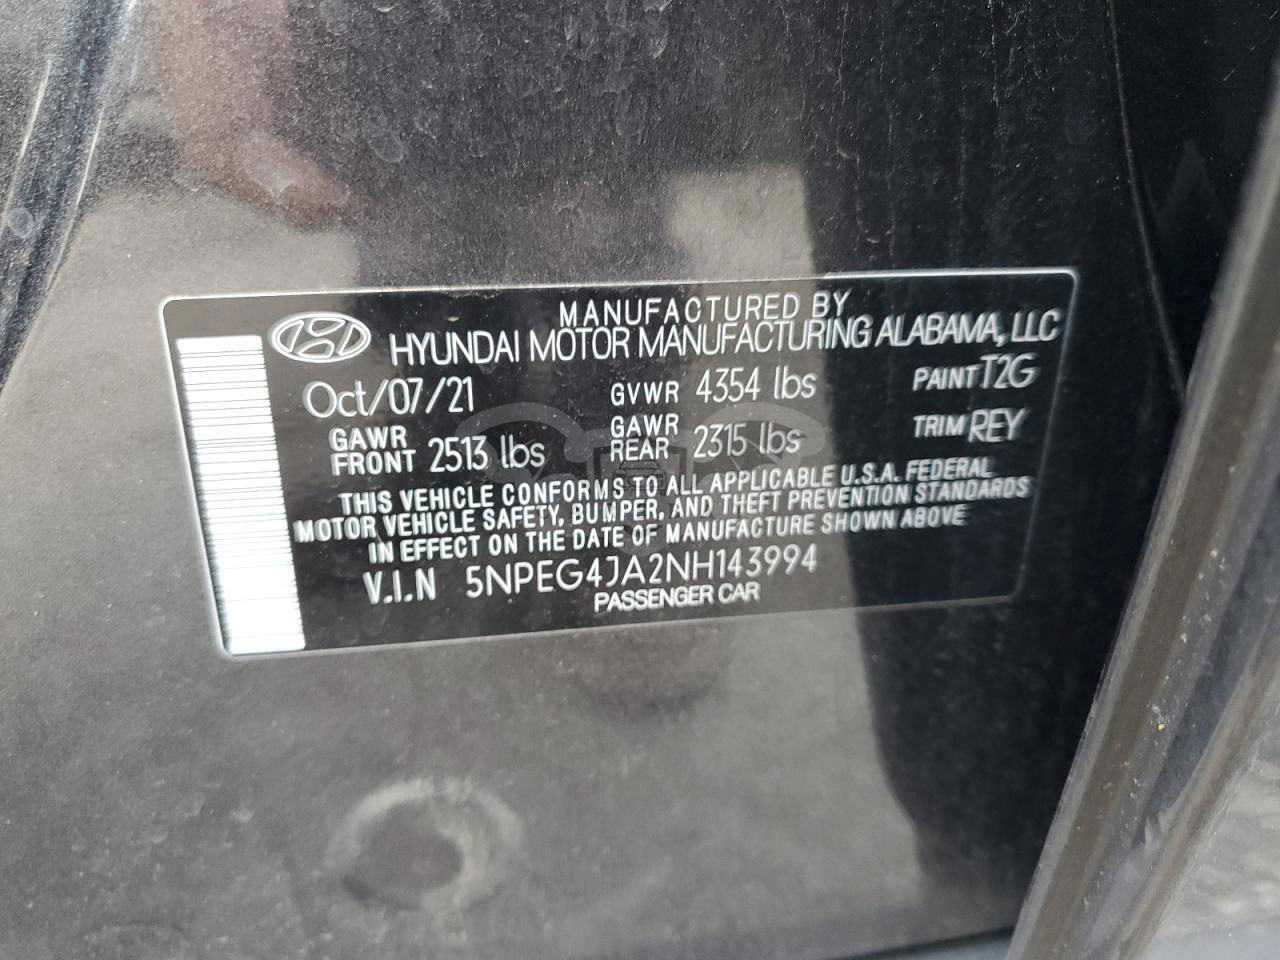 MANUFACTURED BY
HYUNDAI MOTOR MANUFACTURING ALABAMA, LLC
Oct/07/21 GVWR 4354 lbs PAINT T2G
GAWR FRONT 2513 lbs GAWR REAR 2315 lbs TRIM REY
THIS VEHICLE CONFORMS TO ALL APPLICABLE U.S.A. FEDERAL
MOTOR VEHICLE SAFETY, BUMPER, AND THEFT PREVENTION STANDARDS
IN EFFECT ON THE DATE OF MANUFACTURE SHOWN ABOVE
V.I.N 5NPEG4JA2NH143994
PASSENGER CAR